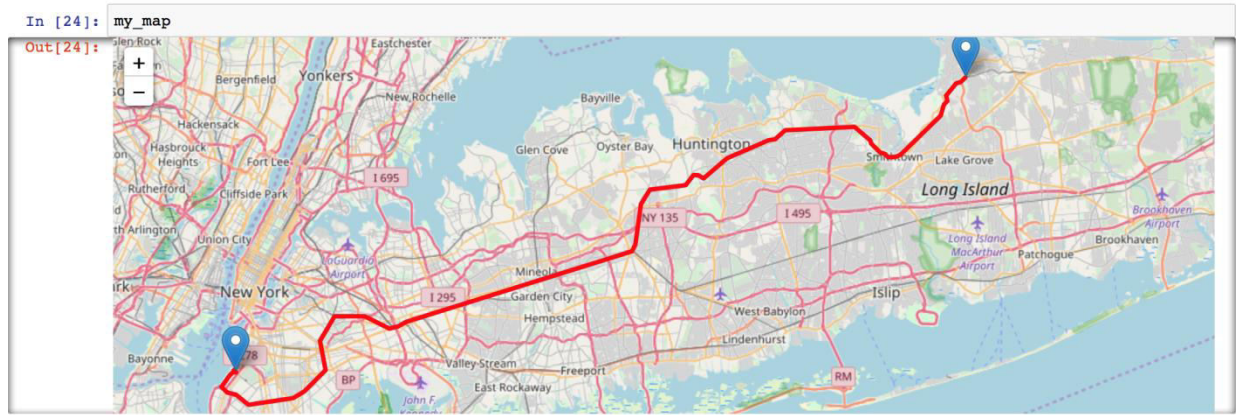 In [24]: my_map
Out[24]:
Glen Rock
Eastchester
+
Bergenfield
Yonkers
−
New Rochelle
Bayville
Hackensack
Hasbrouck
Heights
Fort Lee
Glen Cove
Oyster Bay
Huntington
Smithtown
Lake Grove
I 695
Rutherford
Cliffside Park
Long Island
NY 135
I 495
Brookhaven
Airport
th Arlington
Union City
Long Island
MacArthur
Airport
Brookhaven
Patchogue
LaGuardia
Airport
Mineola
New York
I 295
Garden City
Islip
Hempstead
West Babylon
Lindenhurst
Bayonne
278
Valley Stream
Freeport
BP
East Rockaway
RM
John F
Kennedy